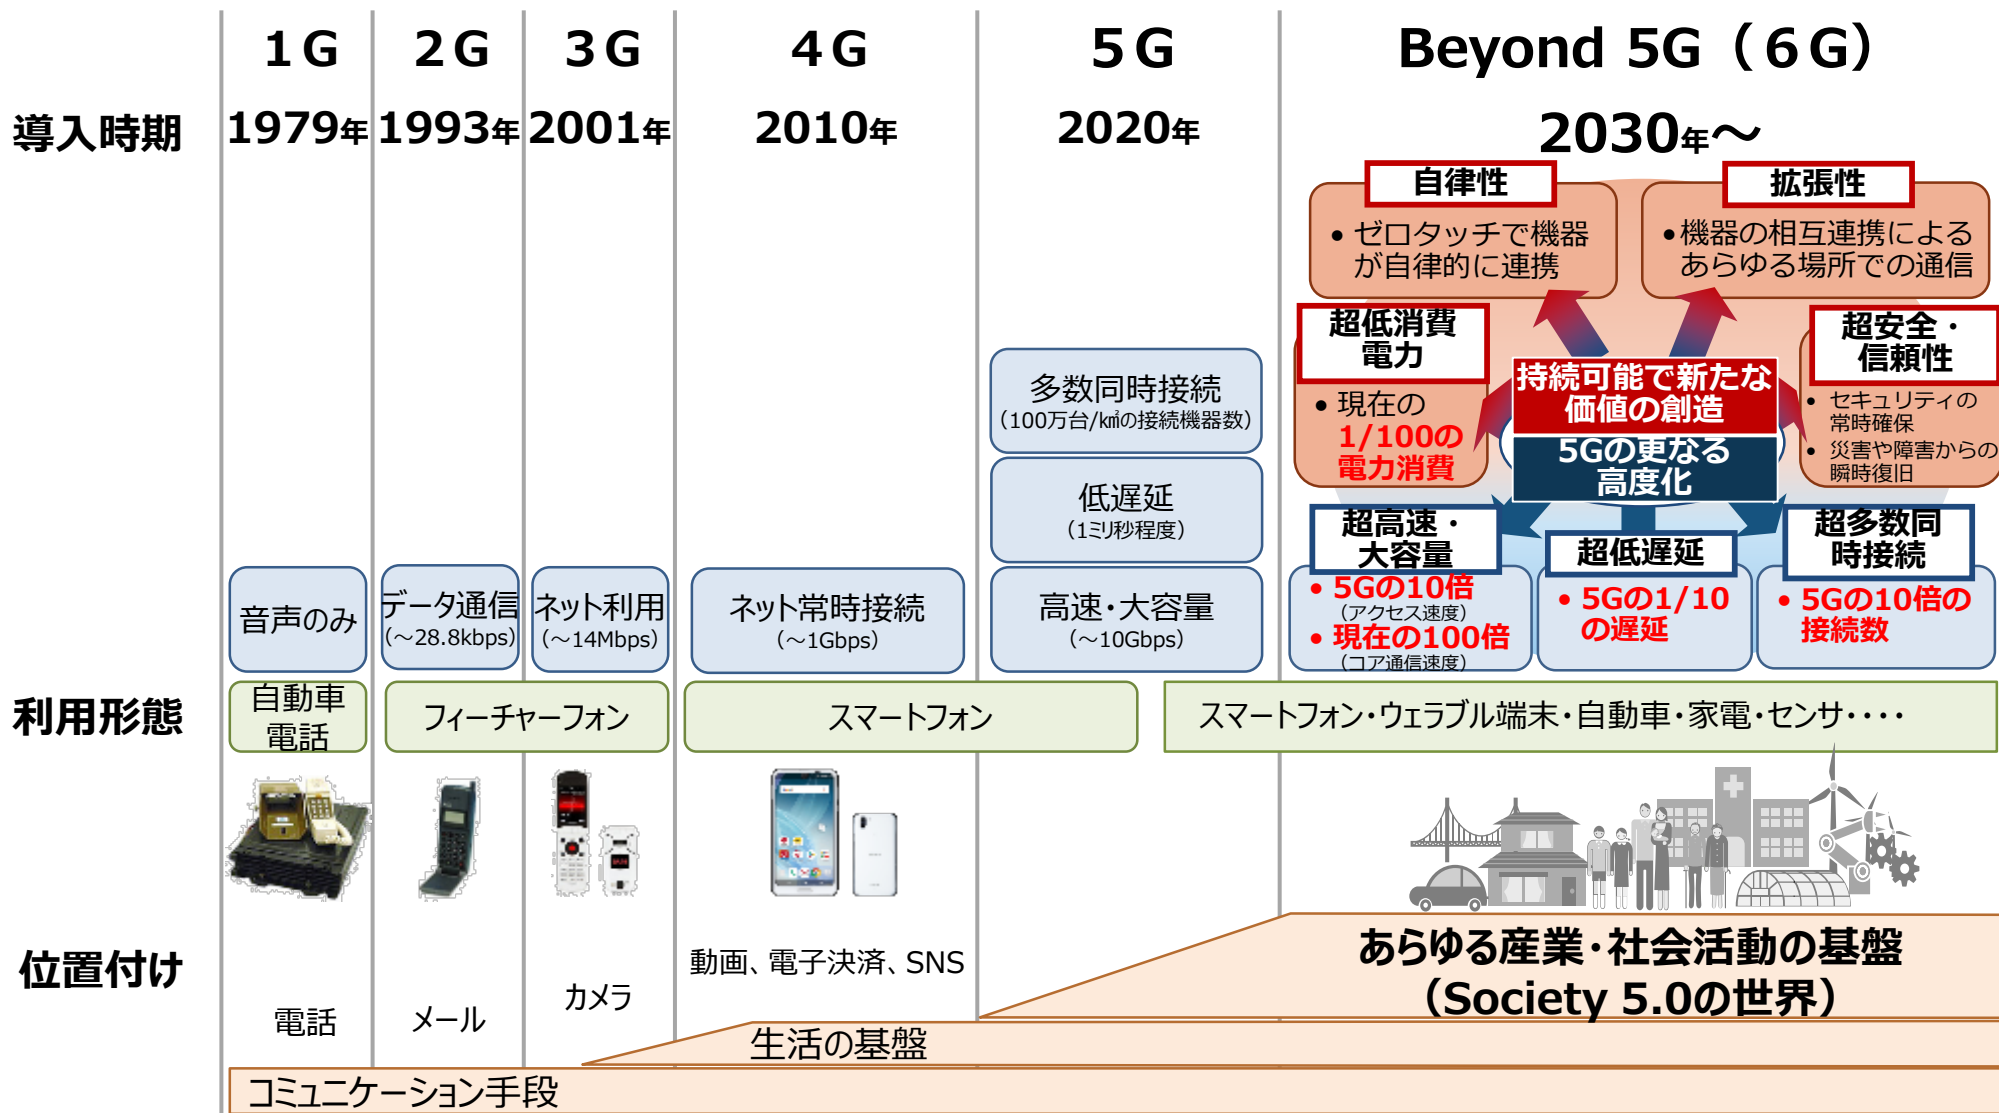 1G
2G
3G
4G
5G
Beyond 5G（6G）
導入時期
1979年
1993年
2001年
2010年
2020年
2030年～
自律性
• ゼロタッチで機器
が自律的に連携
拡張性
• 機器の相互連携による
あらゆる場所での通信
超低消費
電力
• 現在の
1/100の
電力消費
持続可能で新たな
価値の創造
5Gの更なる
高度化
超安全・
信頼性
• セキュリティの
常時確保
• 災害や障害からの
瞬時復旧
多数同時接続
（100万台/㎢の接続機器数）
低遅延
（1ミリ秒程度）
音声のみ
データ通信
（～28.8kbps）
ネット利用
（～14Mbps）
ネット常時接続
（～1Gbps）
高速・大容量
（～10Gbps）
超高速・
大容量
• 5Gの10倍
（アクセス速度）
• 現在の100倍
（コア通信速度）
超低遅延
• 5Gの1/10
の遅延
超多数同
時接続
• 5Gの10倍の
接続数
利用形態
自動車
電話
フィーチャーフォン
スマートフォン
スマートフォン・ウェラブル端末・自動車・家電・センサ・・・・
位置付け
電話
メール
カメラ
動画、電子決済、SNS
あらゆる産業・社会活動の基盤
（Society 5.0の世界）
生活の基盤
コミュニケーション手段